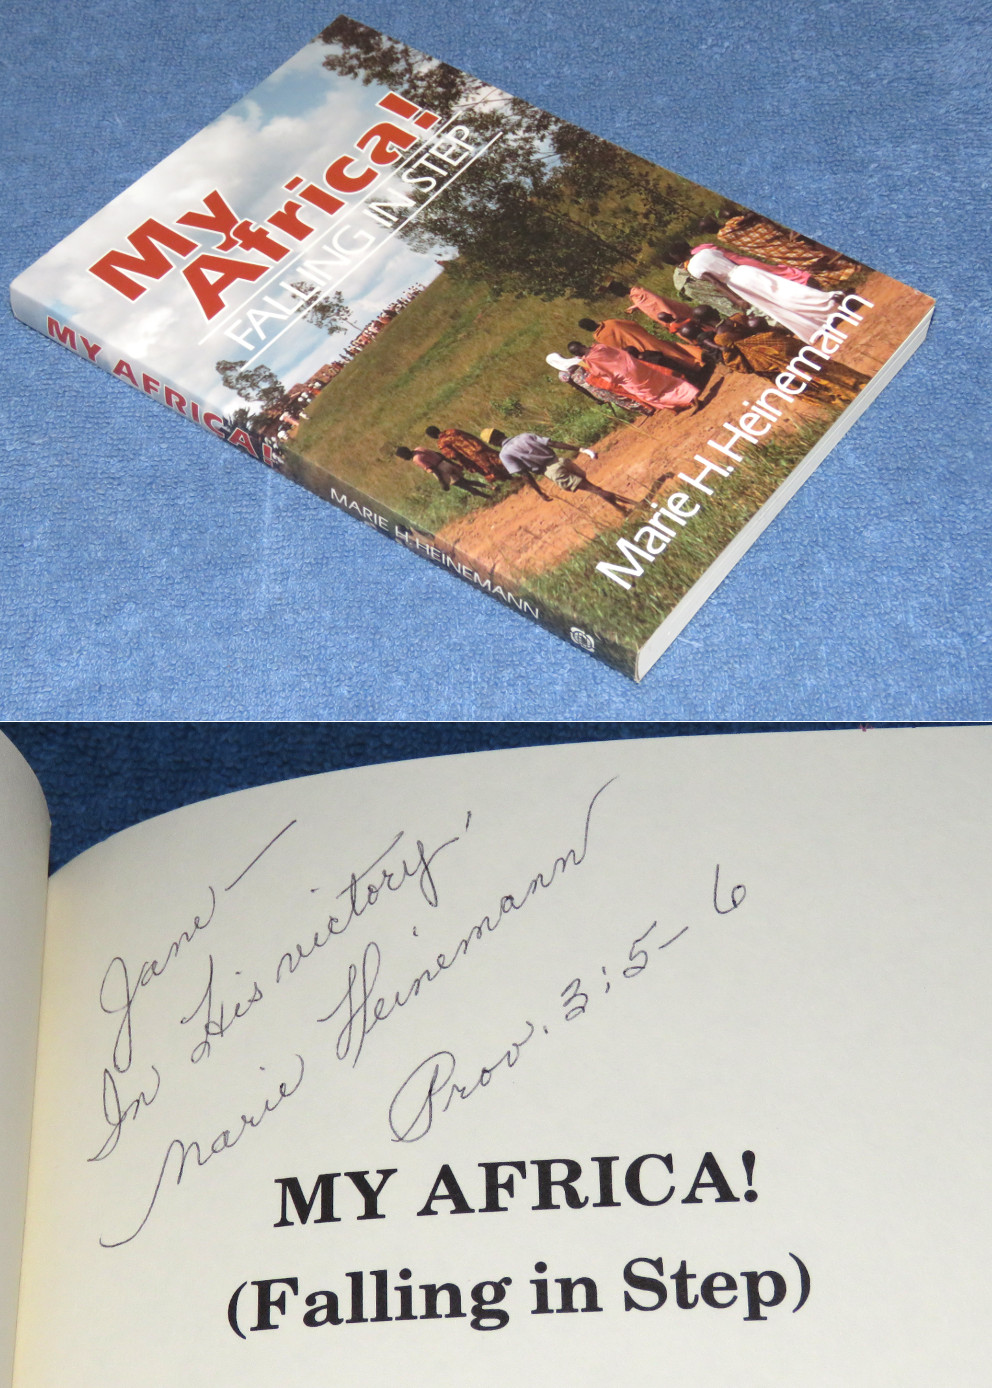 My
Africa!
FALLING IN STEP
Marie H. Heinemann
MY AFRICA!
MARIE H. HEINEMANN
Jane—
In His victory!
Marie Heinemann
Prov. 3:5-6
MY AFRICA!
(Falling in Step)